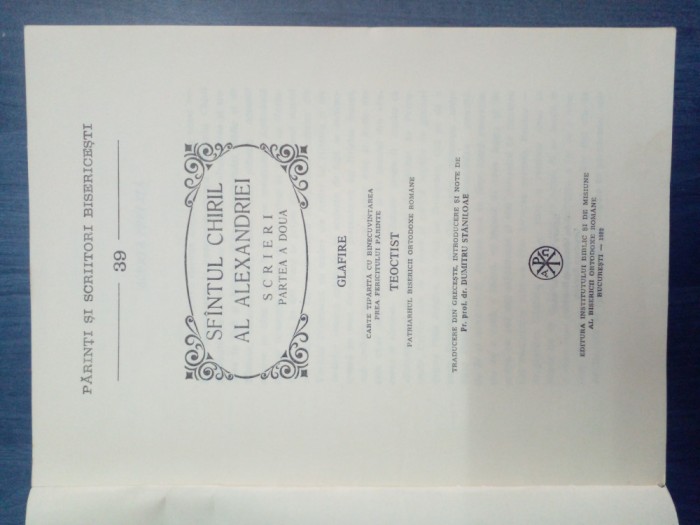 PĂRINȚI ȘI SCRIITORI BISERICEȘTI
39
SFÎNTUL CHIRIL
AL ALEXANDRIEI
SCRIERI
PARTEA A DOUA
GLAFIRE
CARTE TIPĂRITĂ CU BINECUVÎNTAREA
PREA FERICITULUI PĂRINTE
TEOCTIST
PATRIARHUL BISERICII ORTODOXE ROMÂNE
TRADUCERE DIN GRECEȘTE, INTRODUCERE ȘI NOTE DE
Pr. prof. dr. DUMITRU STĂNILOAE
EDITURA INSTITUTULUI BIBLIC ȘI DE MISIUNE
AL BISERICII ORTODOXE ROMÂNE
BUCUREȘTI —